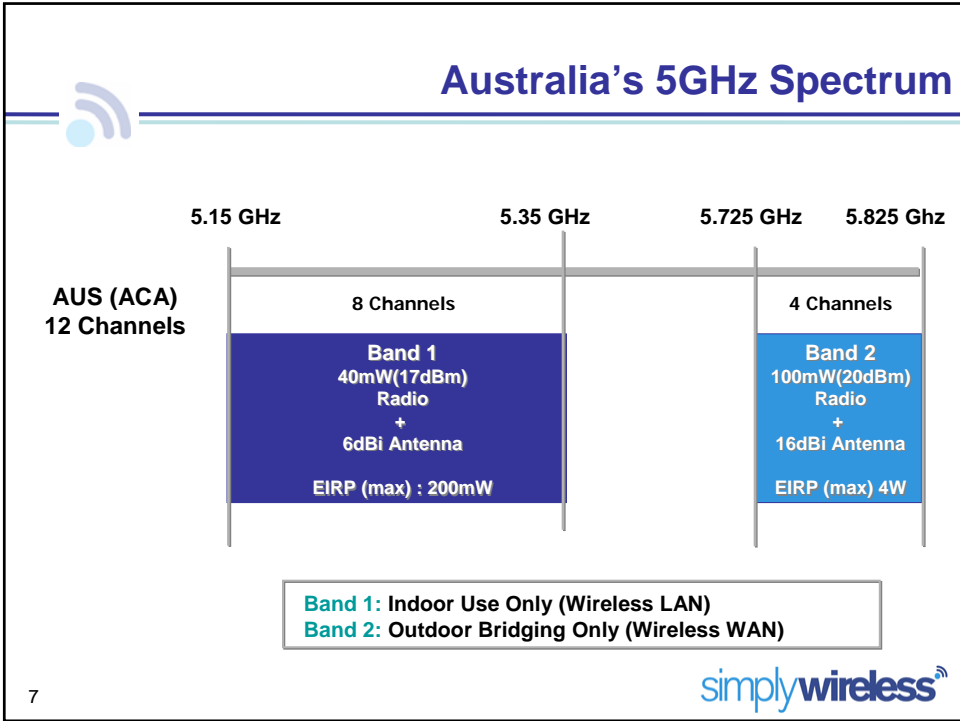 Australia's 5GHz Spectrum
5.15 GHz
5.35 GHz
5.725 GHz
5.825 Ghz
AUS (ACA)
12 Channels
8 Channels
4 Channels
Band 1
40mW(17dBm)
Radio
+
6dBi Antenna
EIRP (max) : 200mW
Band 2
100mW(20dBm)
Radio
+
16dBi Antenna
EIRP (max) 4W
Band 1: Indoor Use Only (Wireless LAN)
Band 2: Outdoor Bridging Only (Wireless WAN)
7
simplywireless